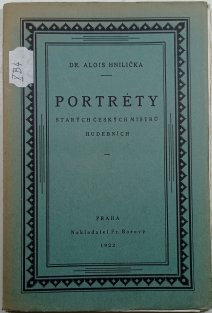 DR. ALOIS HNILIČKA
PORTRÉTY
STARÝCH ČESKÝCH MISTRŮ
HUDEBNÍCH
PRAHA
Nakladatel Fr. Borový
1922